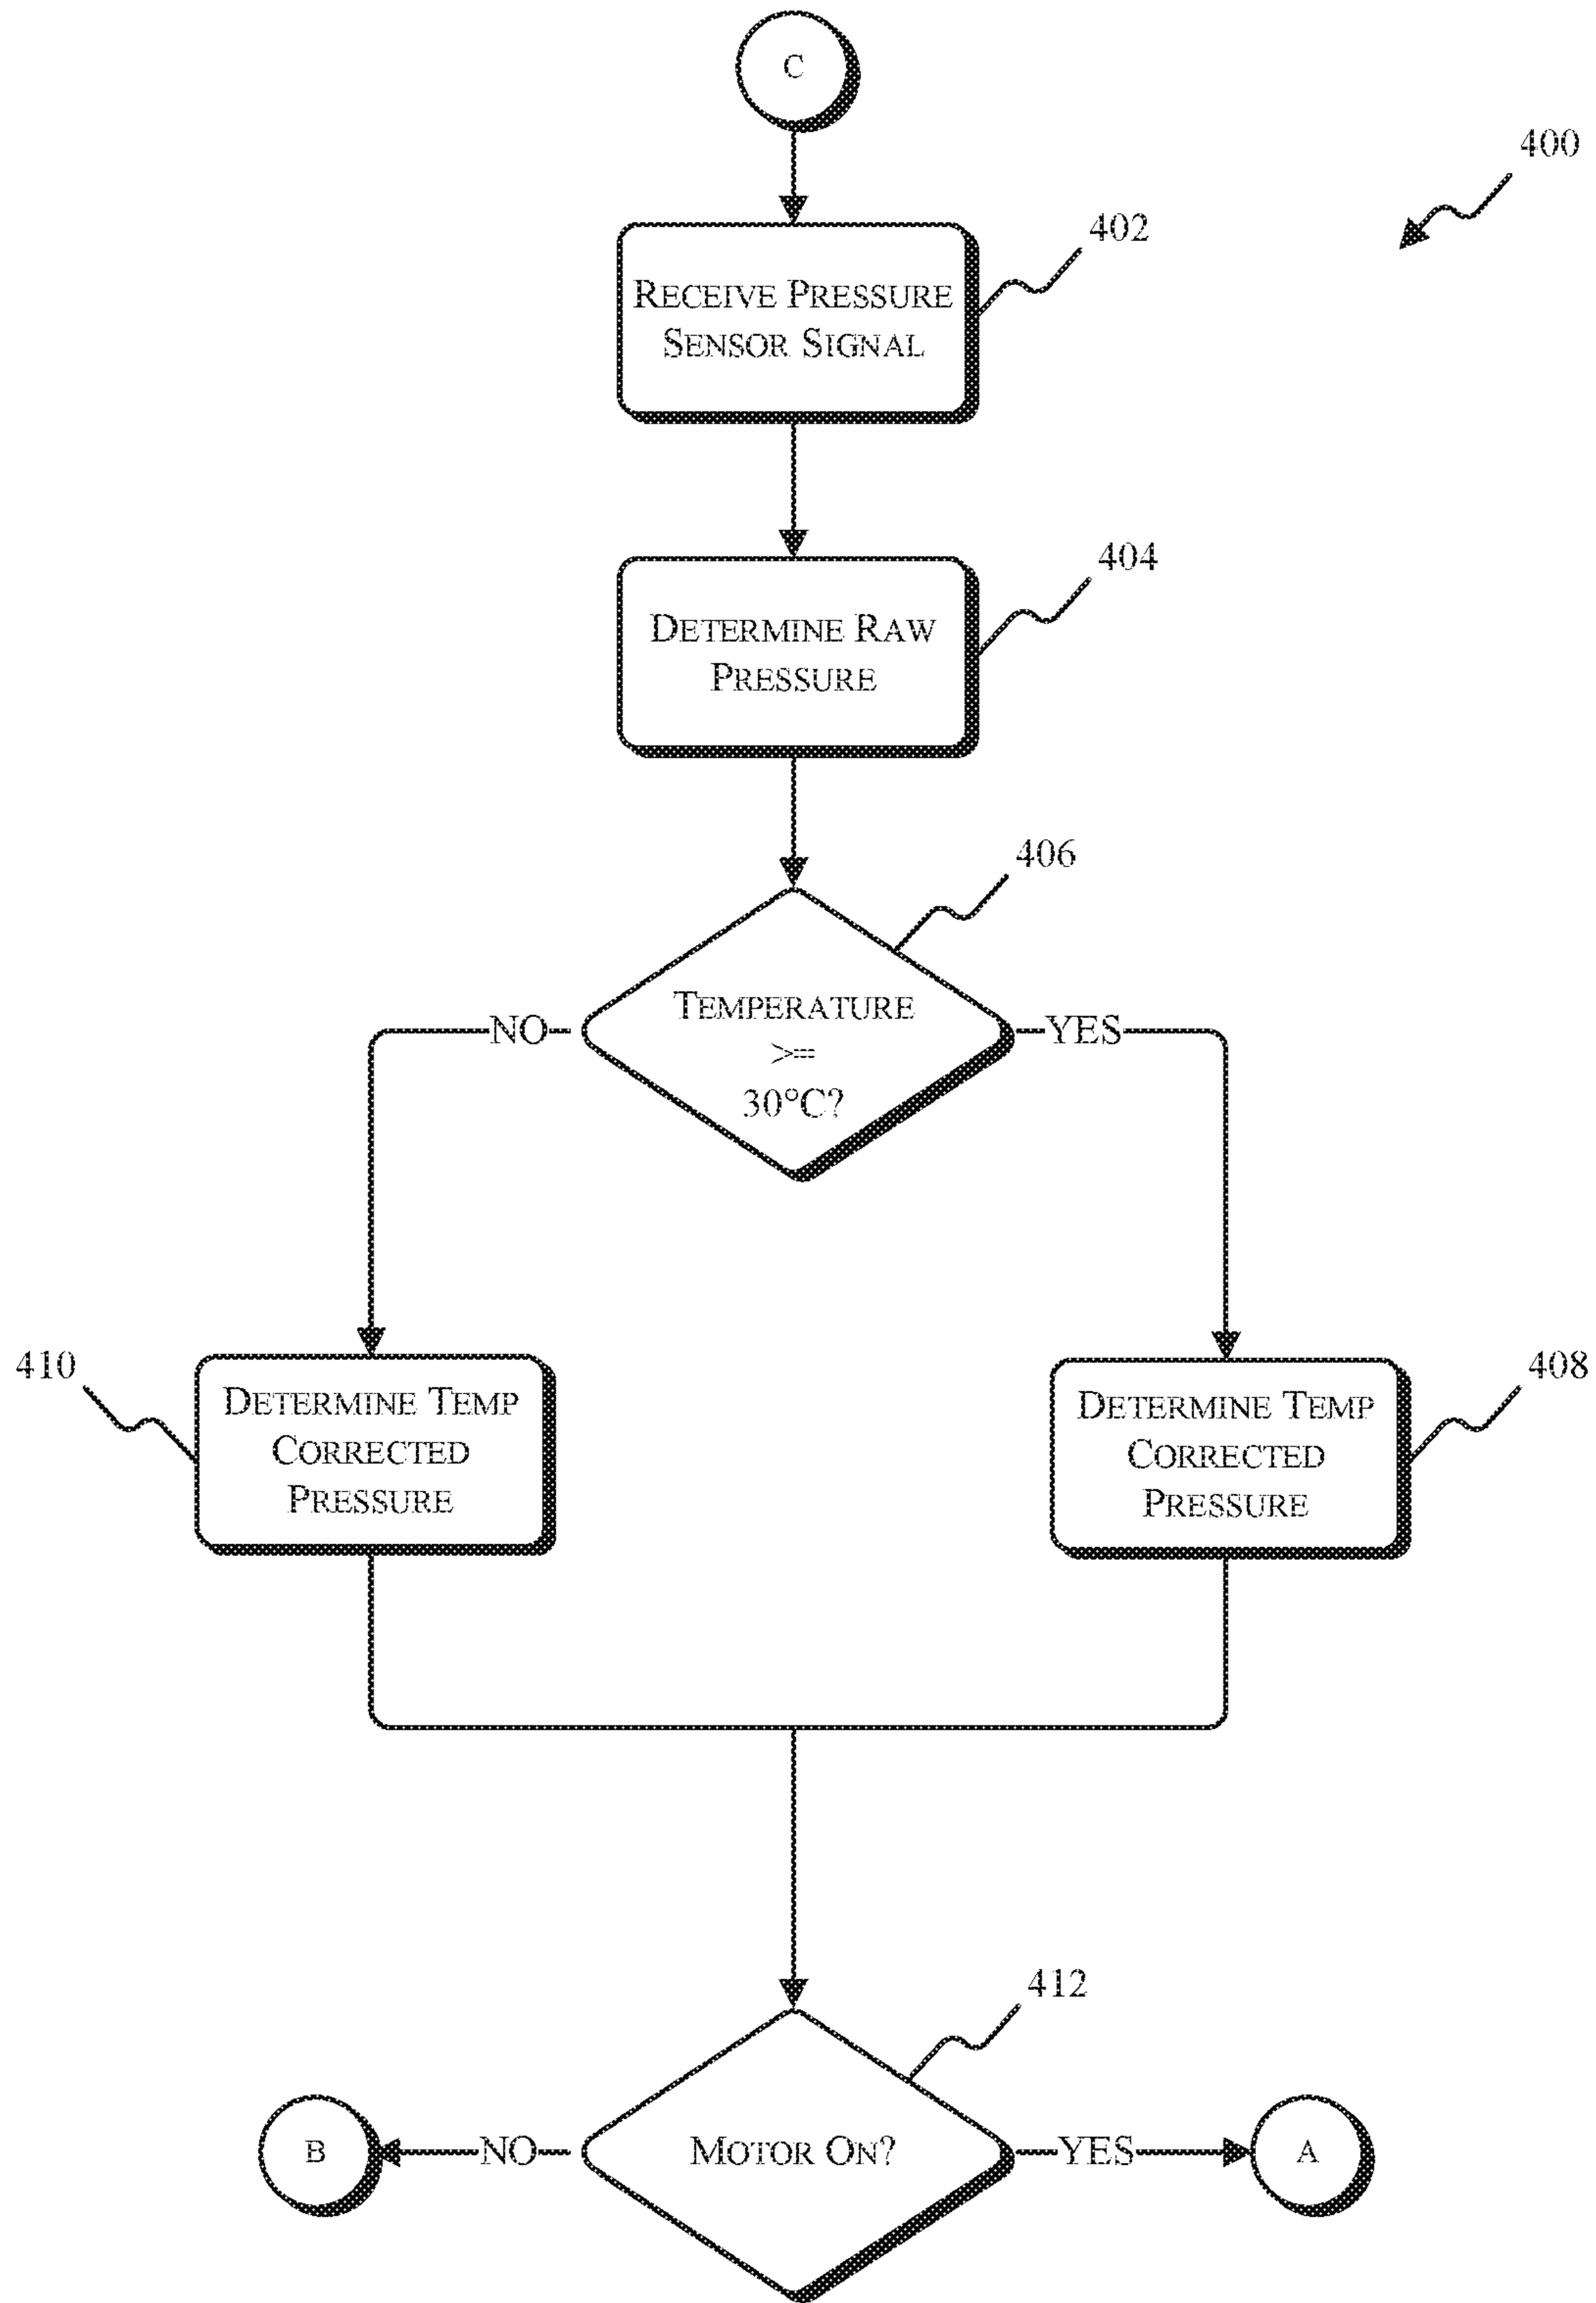 C
400
402
RECEIVE PRESSURE
SENSOR SIGNAL
404
DETERMINE RAW
PRESSURE
406
TEMPERATURE
>=
30°C?
NO
YES
410
DETERMINE TEMP
CORRECTED
PRESSURE
408
DETERMINE TEMP
CORRECTED
PRESSURE
412
MOTOR ON?
NO
YES
B
A